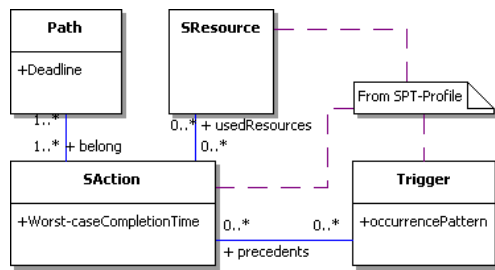 Path
+Deadline
SResource
From SPT-Profile
1..*
1..* + belong
0..* + usedResources
0..*
SAction
+Worst-caseCompletionTime
0..*
0..*
+ precedents
Trigger
+occurrencePattern